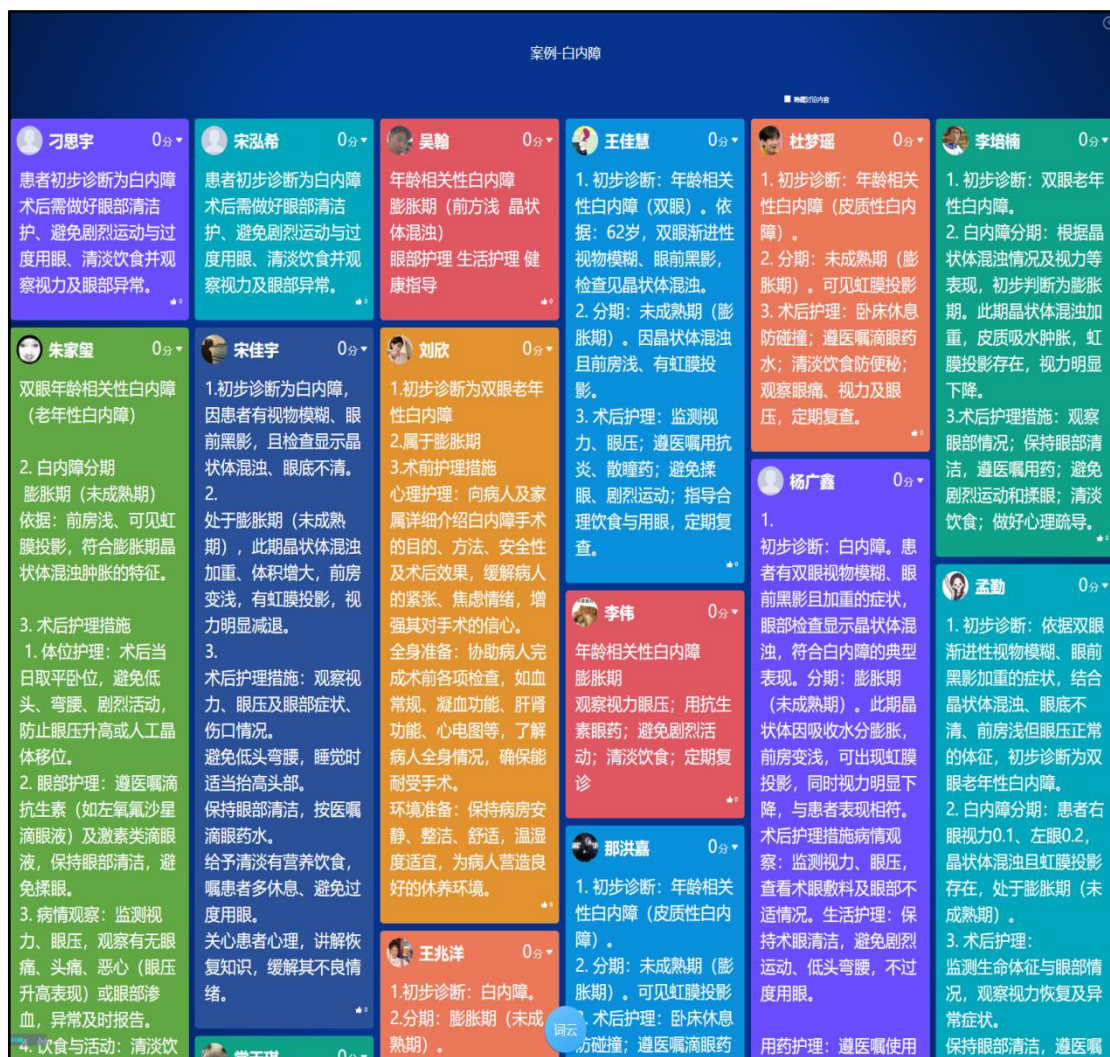 案例-白内障
隐藏讨论内容
刁思宇 0分
患者初步诊断为白内障
术后需做好眼部清洁
护、避免剧烈运动与过
度用眼、清淡饮食并观
察视力及眼部异常。
0
朱家玺 0分
双眼年龄相关性白内障
（老年性白内障）
2. 白内障分期
膨胀期（未成熟期）
依据：前房浅、可见虹
膜投影，符合膨胀期晶
状体混浊肿胀的特征。
3. 术后护理措施
1. 体位护理：术后当
日取平卧位，避免低
头、弯腰、剧烈活动，
防止眼压升高或人工晶
体移位。
2. 眼部护理：遵医嘱滴
抗生素（如左氧氟沙星
滴眼液）及激素类滴眼
液，保持眼部清洁，避
免揉眼。
3. 病情观察：监测视
力、眼压，观察有无眼
痛、头痛、恶心（眼压
升高表现）或眼部渗
血，异常及时报告。
4. 饮食与活动：清淡饮
宋泓希 0分
患者初步诊断为白内障
术后需做好眼部清洁
护、避免剧烈运动与过
度用眼、清淡饮食并观
察视力及眼部异常。
0
宋佳宇 0分
1.初步诊断为白内障，
因患者有视物模糊、眼
前黑影，且检查显示晶
状体混浊、眼底不清。
2.
处于膨胀期（未成熟
期），此期晶状体混浊
加重、体积增大，前房
变浅，有虹膜投影，视
力明显减退。
3.
术后护理措施：观察视
力、眼压及眼部症状、
伤口情况。
避免低头弯腰，睡觉时
适当抬高头部。
保持眼部清洁，按医嘱
滴眼药水。
给予清淡有营养饮食，
嘱患者多休息、避免过
度用眼。
关心患者心理，讲解恢
复知识，缓解其不良情
绪。
0
吴翰 0分
年龄相关性白内障
膨胀期（前方浅 晶状
体混浊）
眼部护理 生活护理 健
康指导
0
刘欣 0分
1.初步诊断为双眼老年
性白内障
2.属于膨胀期
3.术前护理措施
心理护理：向病人及家
属详细介绍白内障手术
的目的、方法、安全性
及术后效果，缓解病人
的紧张、焦虑情绪，增
强其对手术的信心。
全身准备：协助病人完
成术前各项检查，如血
常规、凝血功能、肝肾
功能、心电图等，了解
病人全身情况，确保能
耐受手术。
环境准备：保持病房安
静、整洁、舒适，温湿
度适宜，为病人营造良
好的休养环境。
0
王兆洋 0分
1.初步诊断：白内障。
2.分期：膨胀期（未成
熟期）。
王佳慧 0分
1. 初步诊断：年龄相关
性白内障（双眼）。依
据：62岁，双眼渐进性
视物模糊、眼前黑影，
检查见晶状体混浊。
2. 分期：未成熟期（膨
胀期）。因晶状体混浊
且前房浅、有虹膜投
影。
3. 术后护理：监测视
力、眼压；遵医嘱用抗
炎、散瞳药；避免揉
眼、剧烈运动；指导合
理饮食与用眼，定期复
查。
0
李伟 0分
年龄相关性白内障
膨胀期
观察视力眼压；用抗生
素眼药；避免剧烈活
动；清淡饮食；定期复
诊
0
那洪嘉 0分
1. 初步诊断：年龄相关
性白内障（皮质性白内
障）。
2. 分期：未成熟期（膨
胀期）。可见虹膜投影
术后护理：卧床休息
防碰撞；遵医嘱滴眼药
词云
杜梦瑶 0分
1. 初步诊断：年龄相关
性白内障（皮质性白内
障）。
2. 分期：未成熟期（膨
胀期）。可见虹膜投影
3. 术后护理：卧床休息
防碰撞；遵医嘱滴眼药
水；清淡饮食防便秘；
观察眼痛、视力及眼
压，定期复查。
0
杨广鑫 0分
1.
初步诊断：白内障。患
者有双眼视物模糊、眼
前黑影且加重的症状，
眼部检查显示晶状体混
浊，符合白内障的典型
表现。分期：膨胀期
（未成熟期）。此期晶
状体因吸收水分膨胀，
前房变浅，可出现虹膜
投影，同时视力明显下
降，与患者表现相符。
术后护理措施病情观
察：监测视力、眼压，
查看术眼敷料及眼部不
适情况。生活护理：保
持术眼清洁，避免剧烈
运动、低头弯腰，不过
度用眼。
用药护理：遵医嘱使用
李培楠 0分
1. 初步诊断：双眼老年
性白内障。
2. 白内障分期：根据晶
状体混浊情况及视力等
表现，初步判断为膨胀
期。此期晶状体混浊加
重，皮质吸水肿胀，虹
膜投影存在，视力明显
下降。
3.术后护理措施：观察
眼部情况；保持眼部清
洁，遵医嘱用药；避免
剧烈运动和揉眼；清淡
饮食；做好心理疏导。
0
孟勤 0分
1. 初步诊断：依据双眼
渐进性视物模糊、眼前
黑影加重的症状，结合
晶状体混浊、眼底不
清、前房浅但眼压正常
的体征，初步诊断为双
眼老年性白内障。
2. 白内障分期：患者右
眼视力0.1、左眼0.2，
晶状体混浊且虹膜投影
存在，处于膨胀期（未
成熟期）。
3. 术后护理：
监测生命体征与眼部情
况，观察视力恢复及异
常症状。
保持眼部清洁，遵医嘱